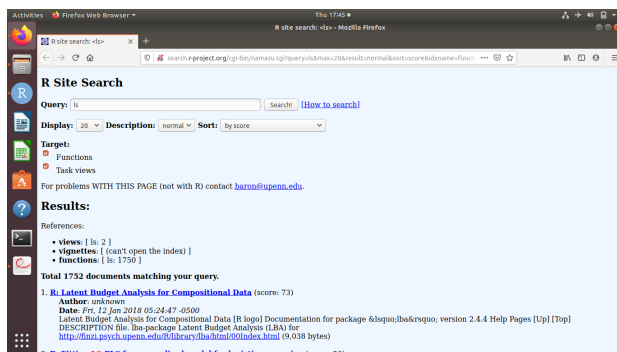 Activities Firefox Web Browser Thu 17:45
R site search: <ls> - Mozilla Firefox
R site search: <ls> × +
search.r-project.org/cgi-bin/namazu.cgi?query=ls&max=20&result=normal&sort=score&idxname=funct
R Site Search
Query: ls Search! [How to search]
Display: 20 Description: normal Sort: by score
Target:
Functions
Task views
For problems WITH THIS PAGE (not with R) contact baron@upenn.edu.
Results:
References:
• views: [ ls: 2 ]
• vignettes: [ (can't open the index) ]
• functions: [ ls: 1750 ]
Total 1752 documents matching your query.
1. R: Latent Budget Analysis for Compositional Data (score: 73)
Author: unknown
Date: Fri, 12 Jan 2018 05:24:47 -0500
Latent Budget Analysis for Compositional Data [R logo] Documentation for package &lsquo;lba&rsquo; version 2.4.4 Help Pages [Up] [Top]
DESCRIPTION file. lba-package Latent Budget Analysis (LBA) for
http://finzi.psych.upenn.edu/R/library/lba/html/00Index.html (9,038 bytes)